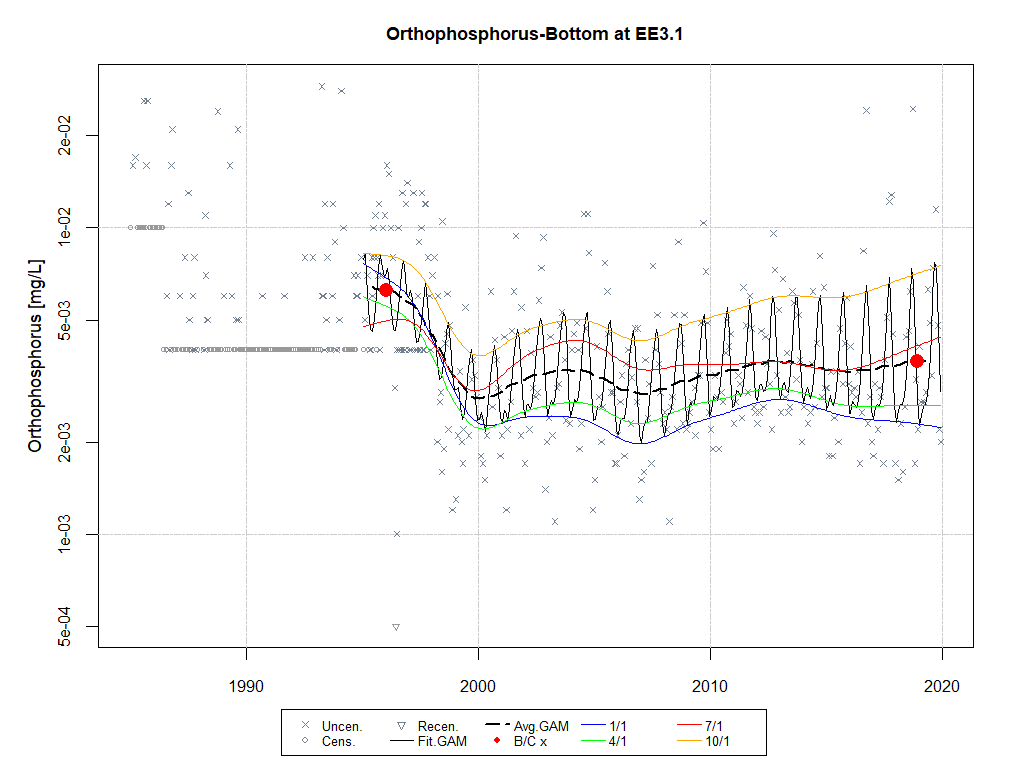 Orthophosphorus-Bottom at EE3.1
Orthophosphorus [mg/L]
2e-02
1e-02
5e-03
2e-03
1e-03
5e-04
1990 2000 2010 2020
Uncen. Recen. Avg.GAM 1/1 7/1
Cens. Fit.GAM B/C x 4/1 10/1